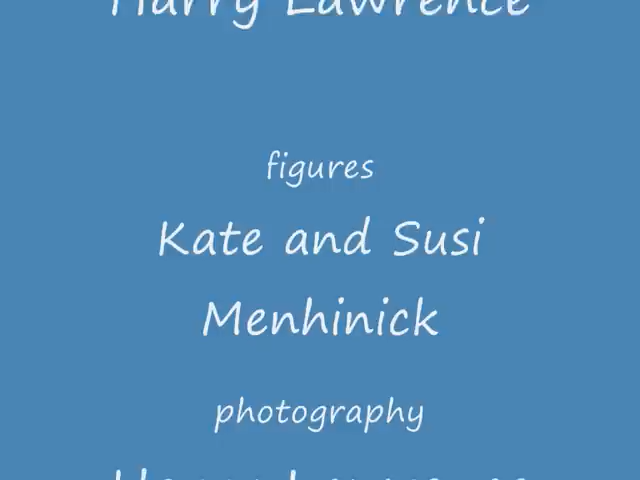 Harry Lawrence
figures
Kate and Susi
Menhinick
photography